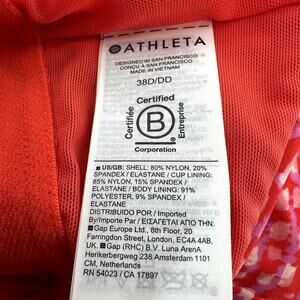 ATHLETA
DESIGNED IN SAN FRANCISCO
CONÇU À SAN FRANCISCO
MADE IN VIETNAM
38D/DD
Certified
Certifiée
B
Entreprise
Corporation
US/GB: SHELL: 80% NYLON, 20%
SPANDEX / ELASTANE / CUP LINING:
85% NYLON, 15% SPANDEX /
ELASTANE / BODY LINING: 91%
POLYESTER, 9% SPANDEX /
ELASTANE
DISTRIBUIDO POR / Imported
By/Importe Par / ΕΙΣΑΓΕΤΑΙ ΑΠΟ
Gap Europe Ltd., 8th Floor, 20
Farringdon Street, London, EC4A 4AB,
UK, Gap (RHC) B.V. Luna ArenA
Herikerbergweg 238 Amsterdam 1101
CM, Netherlands
RN 54023 / CA 17897